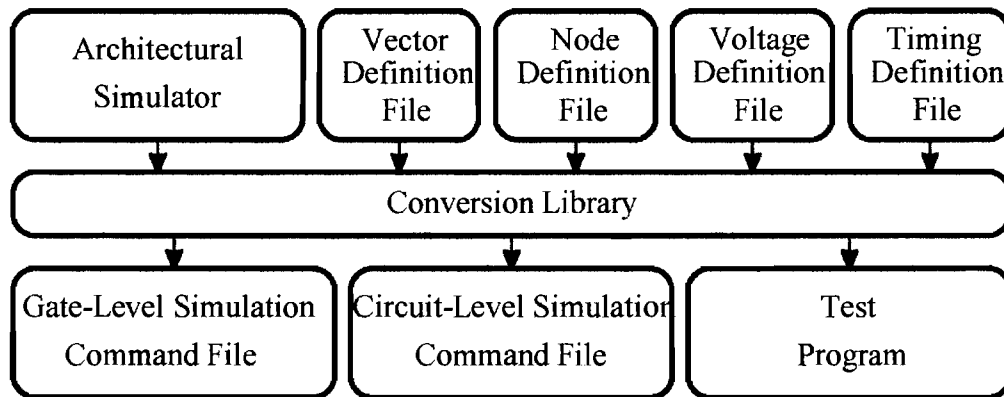 Architectural
Simulator
Vector
Definition
File
Node
Definition
File
Voltage
Definition
File
Timing
Definition
File
Conversion Library
Gate-Level Simulation
Command File
Circuit-Level Simulation
Command File
Test
Program